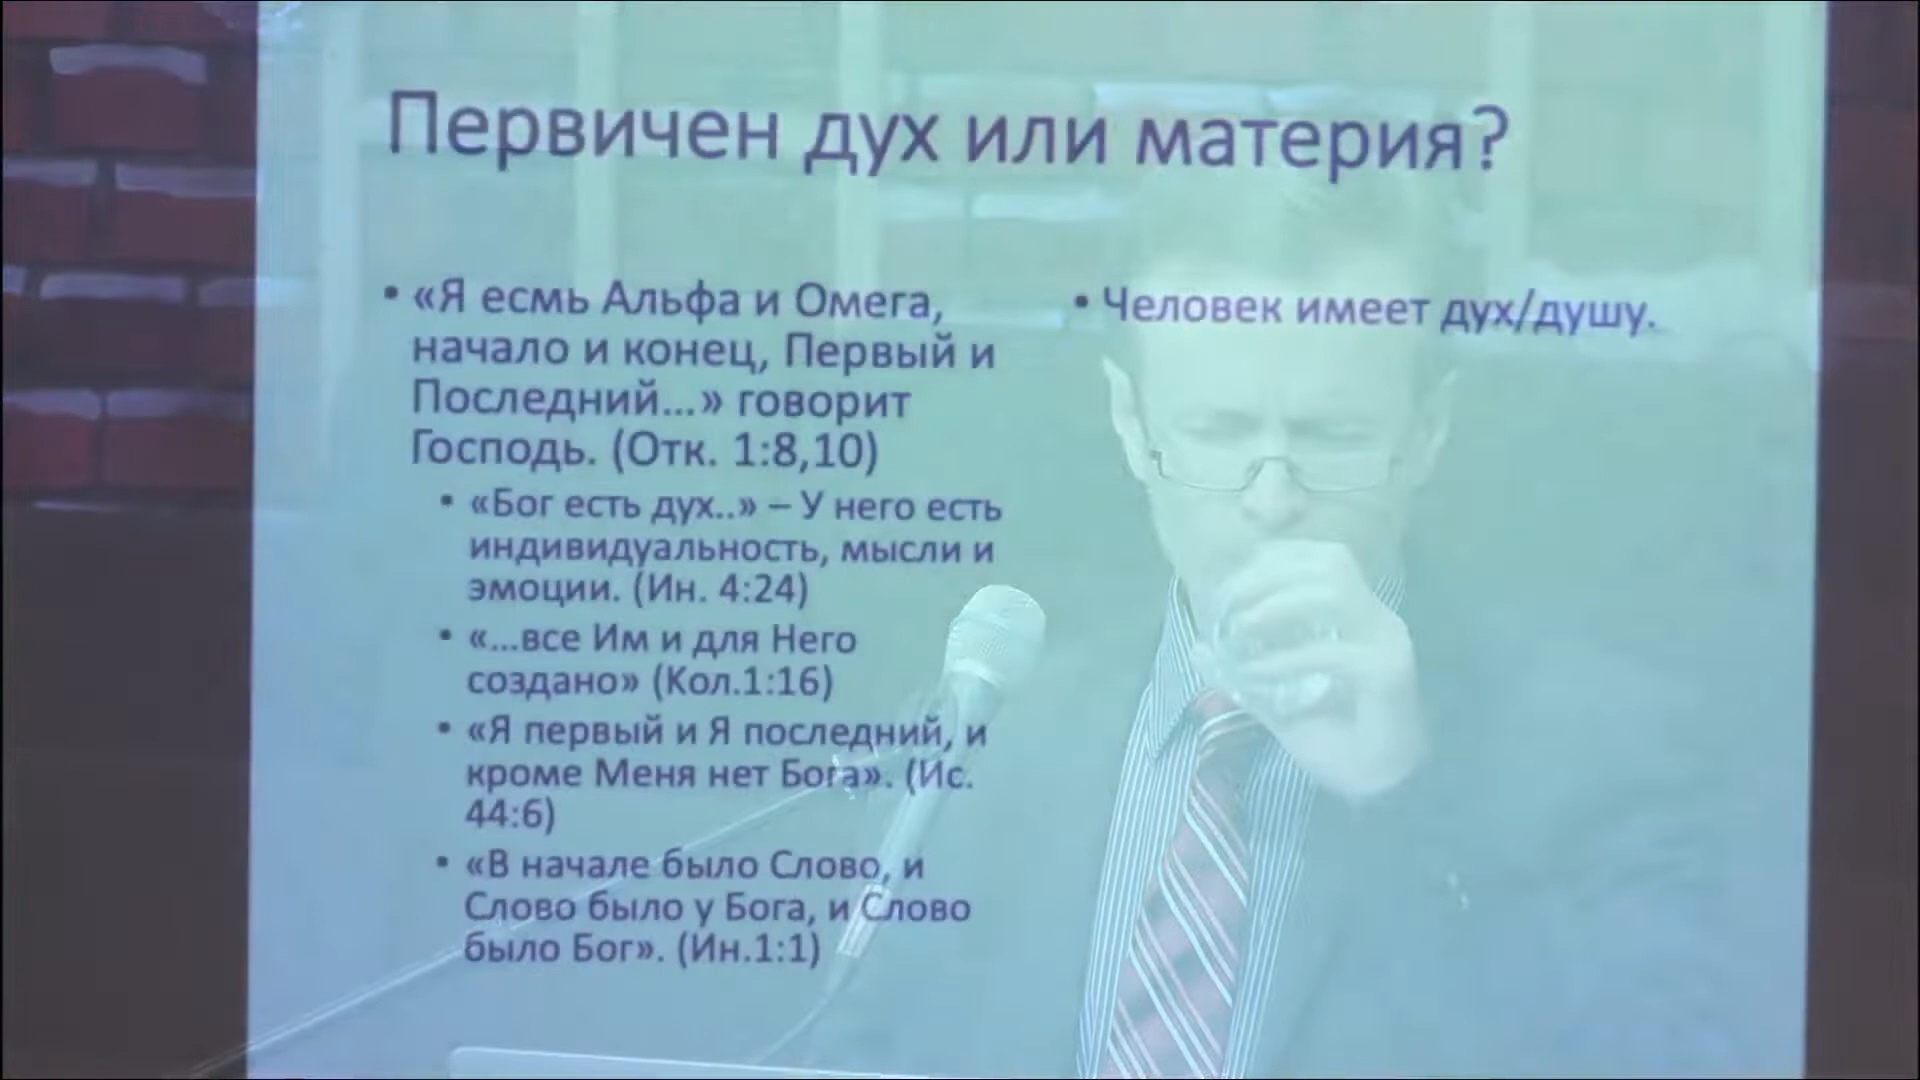 Первичен дух или материя?
• «Я есмь Альфа и Омега,
начало и конец, Первый и
Последний...» говорит
Господь. (Отк. 1:8,10)
• «Бог есть дух..» – У него есть
индивидуальность, мысли и
эмоции. (Ин. 4:24)
• «...все Им и для Него
создано» (Кол.1:16)
• «Я первый и Я последний, и
кроме Меня нет Бога». (Ис.
44:6)
• «В начале было Слово, и
Слово было у Бога, и Слово
было Бог». (Ин.1:1)
• Человек имеет дух/душу.